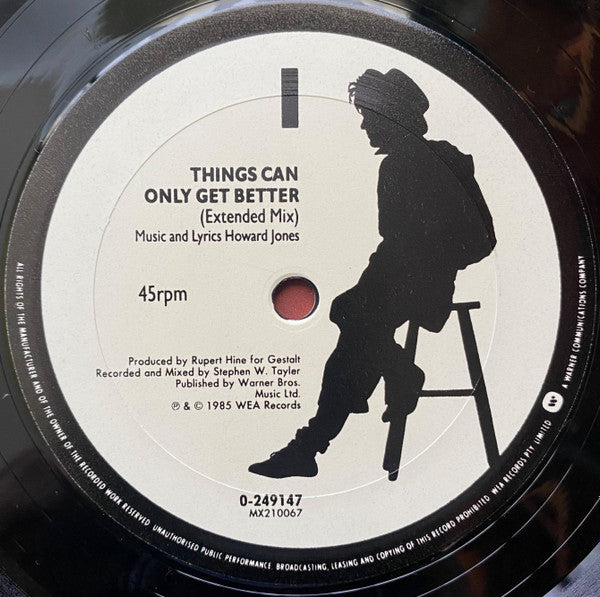 THINGS CAN
ONLY GET BETTER
(Extended Mix)
Music and Lyrics Howard Jones
45rpm
Produced by Rupert Hine for Gestalt
Recorded and Mixed by Stephen W. Tayler
Published by Warner Bros.
Music Ltd.
℗ & © 1985 WEA Records
0-249147
MX210067
ALL RIGHTS OF THE MANUFACTURER AND OF THE OWNER OF THE RECORDED WORK RESERVED. UNAUTHORISED PUBLIC PERFORMANCE, BROADCASTING, LEASING AND COPYING OF THIS RECORD PROHIBITED. WEA RECORDS PTY. LIMITED
A WARNER COMMUNICATIONS COMPANY